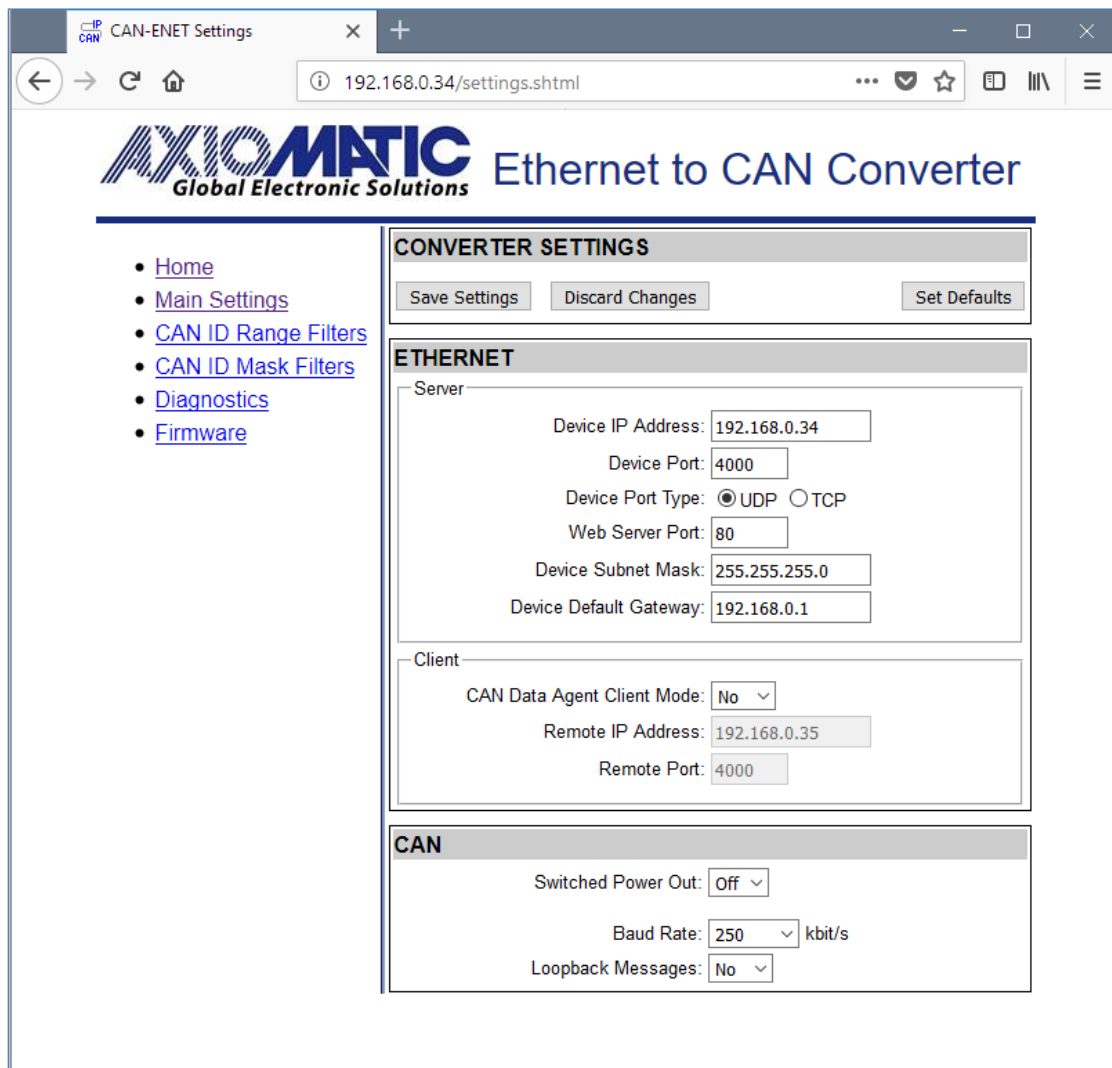 IP
CAN
CAN-ENET Settings
192.168.0.34/settings.shtml
AXIOMATIC
Global Electronic Solutions
Ethernet to CAN Converter
Home
Main Settings
CAN ID Range Filters
CAN ID Mask Filters
Diagnostics
Firmware
CONVERTER SETTINGS
Save Settings Discard Changes Set Defaults
ETHERNET
Server
Device IP Address: 192.168.0.34
Device Port: 4000
Device Port Type: UDP TCP
Web Server Port: 80
Device Subnet Mask: 255.255.255.0
Device Default Gateway: 192.168.0.1
Client
CAN Data Agent Client Mode: No
Remote IP Address: 192.168.0.35
Remote Port: 4000
CAN
Switched Power Out: Off
Baud Rate: 250 kbit/s
Loopback Messages: No